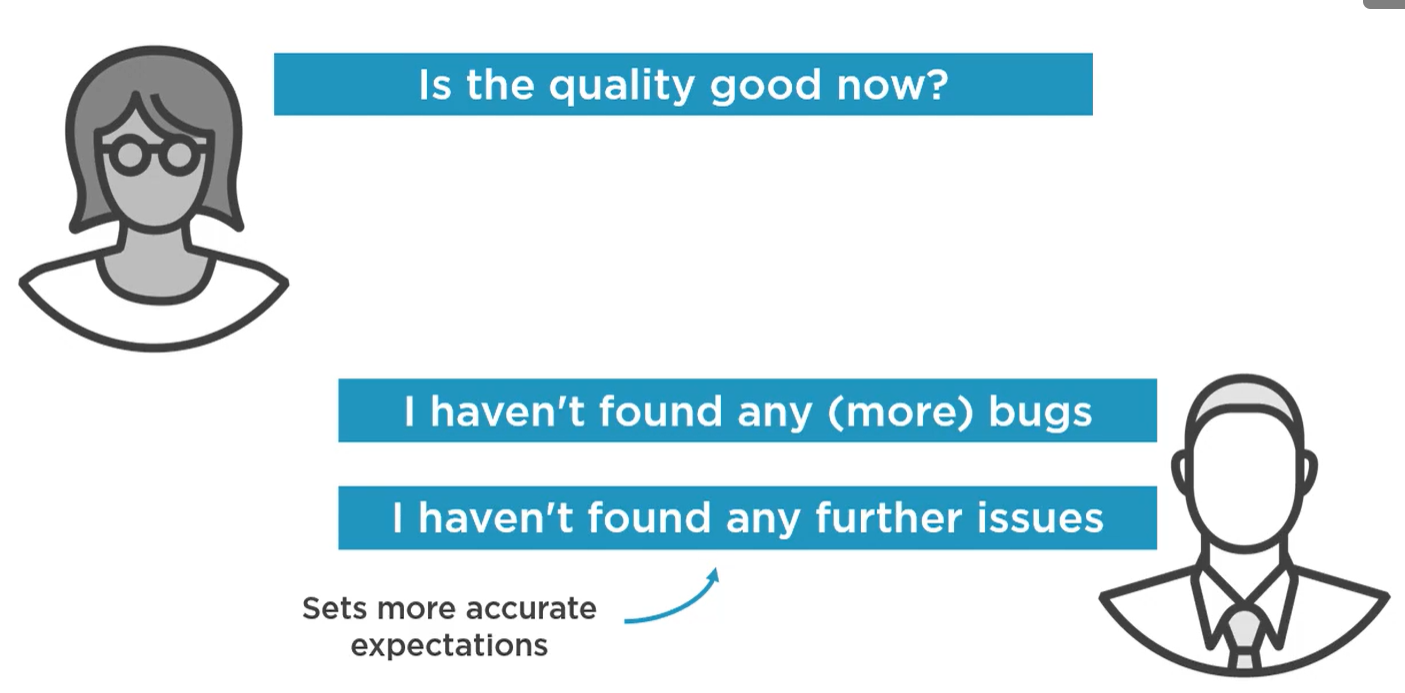 Is the quality good now?
I haven't found any (more) bugs
I haven't found any further issues
Sets more accurate
expectations